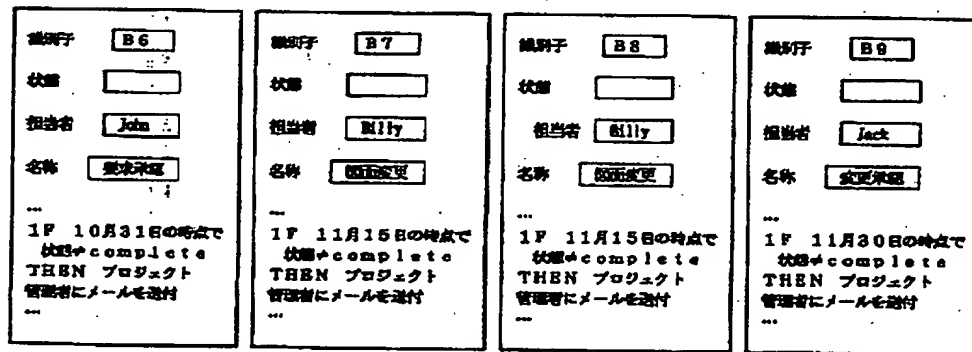 識別子 B6
状態
担当者 John
名称 要求承認
...
IF 10月31日の時点で
状態≠complete
THEN プロジェクト
管理者にメールを送付
...
識別子 B7
状態
担当者 Billy
名称 図面変更
...
IF 11月15日の時点で
状態≠complete
THEN プロジェクト
管理者にメールを送付
...
識別子 B8
状態
担当者 Billy
名称 図面変更
...
IF 11月15日の時点で
状態≠complete
THEN プロジェクト
管理者にメールを送付
...
識別子 B9
状態
担当者 Jack
名称 変更承認
...
IF 11月30日の時点で
状態≠complete
THEN プロジェクト
管理者にメールを送付
...